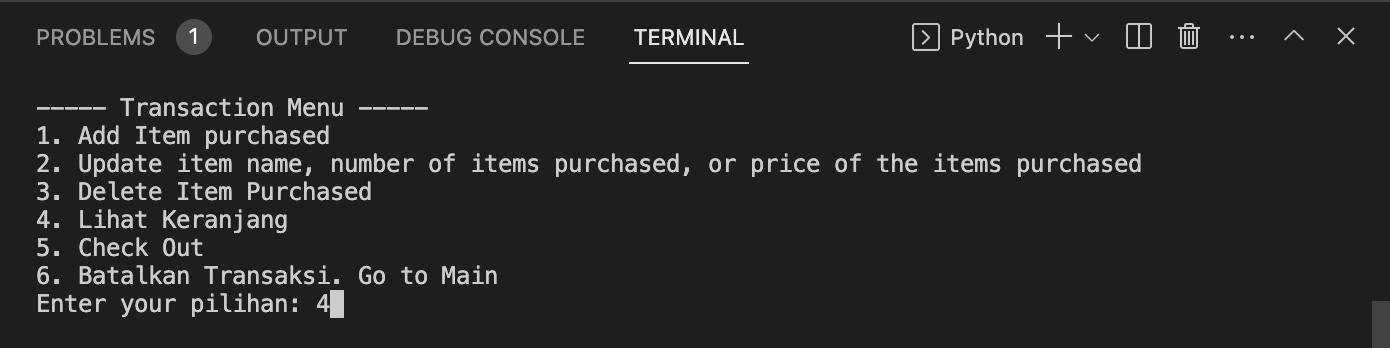 PROBLEMS 1 OUTPUT DEBUG CONSOLE TERMINAL Python
----- Transaction Menu -----
1. Add Item purchased
2. Update item name, number of items purchased, or price of the items purchased
3. Delete Item Purchased
4. Lihat Keranjang
5. Check Out
6. Batalkan Transaksi. Go to Main
Enter your pilihan: 4